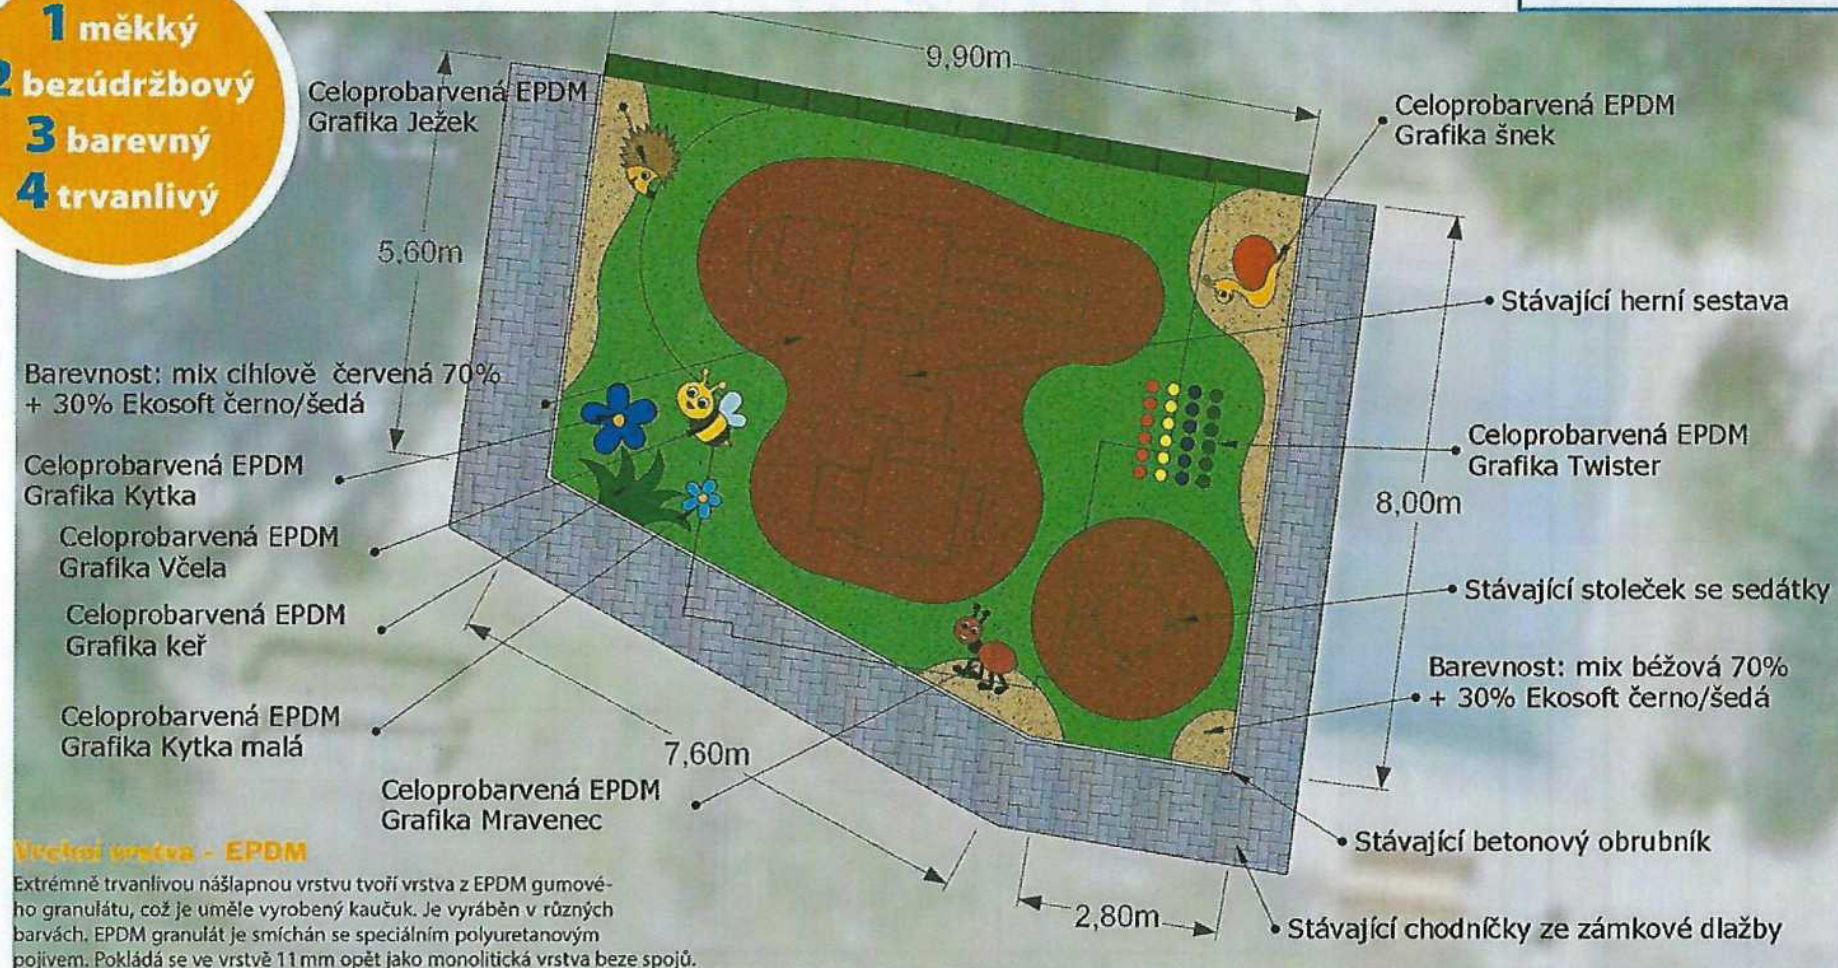 1 měkký
2 bezúdržbový
3 barevný
4 trvanlivý
9,90m
Celoprobarvená EPDM
Grafika Ježek
Celoprobarvená EPDM
Grafika šnek
5,60m
Stávající herní sestava
Barevnost: mix cihlově červená 70%
+ 30% Ekosoft černo/šedá
Celoprobarvená EPDM
Grafika Kytka
Celoprobarvená EPDM
Grafika Twister
8,00m
Celoprobarvená EPDM
Grafika Včela
Celoprobarvená EPDM
Grafika keř
Stávající stoleček se sedátky
Barevnost: mix béžová 70%
+ 30% Ekosoft černo/šedá
Celoprobarvená EPDM
Grafika Kytka malá
7,60m
Celoprobarvená EPDM
Grafika Mravenec
Stávající betonový obrubník
2,80m
Stávající chodníčky ze zámkové dlažby
Vrchní vrstva - EPDM
Extrémně trvanlivou nášlapnou vrstvu tvoří vrstva z EPDM gumové-
ho granulátu, což je uměle vyrobený kaučuk. Je vyráběn v různých
barvách. EPDM granulát je smíchán se speciálním polyuretanovým
pojivem. Pokládá se ve vrstvě 11 mm opět jako monolitická vrstva beze spojů.